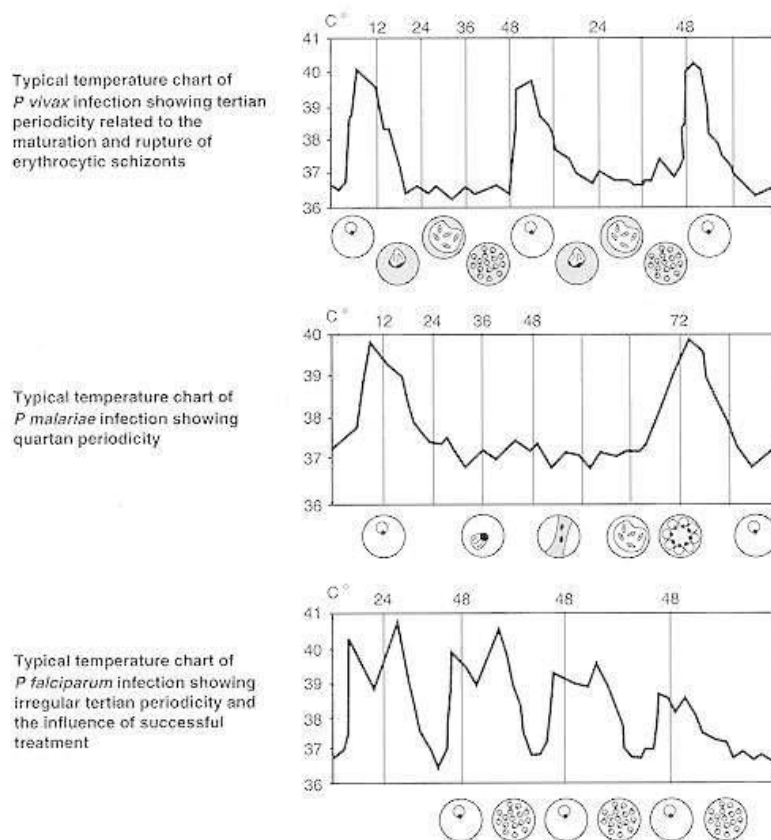 C°
12 24 36 48 24 48
41
40
39
38
37
36
Typical temperature chart of
P vivax infection showing tertian
periodicity related to the
maturation and rupture of
erythrocytic schizonts
C°
12 24 36 48 72
40
39
38
37
36
Typical temperature chart of
P malariae infection showing
quartan periodicity
C°
24 48 48 48
41
40
39
38
37
36
Typical temperature chart of
P falciparum infection showing
irregular tertian periodicity and
the influence of successful
treatment